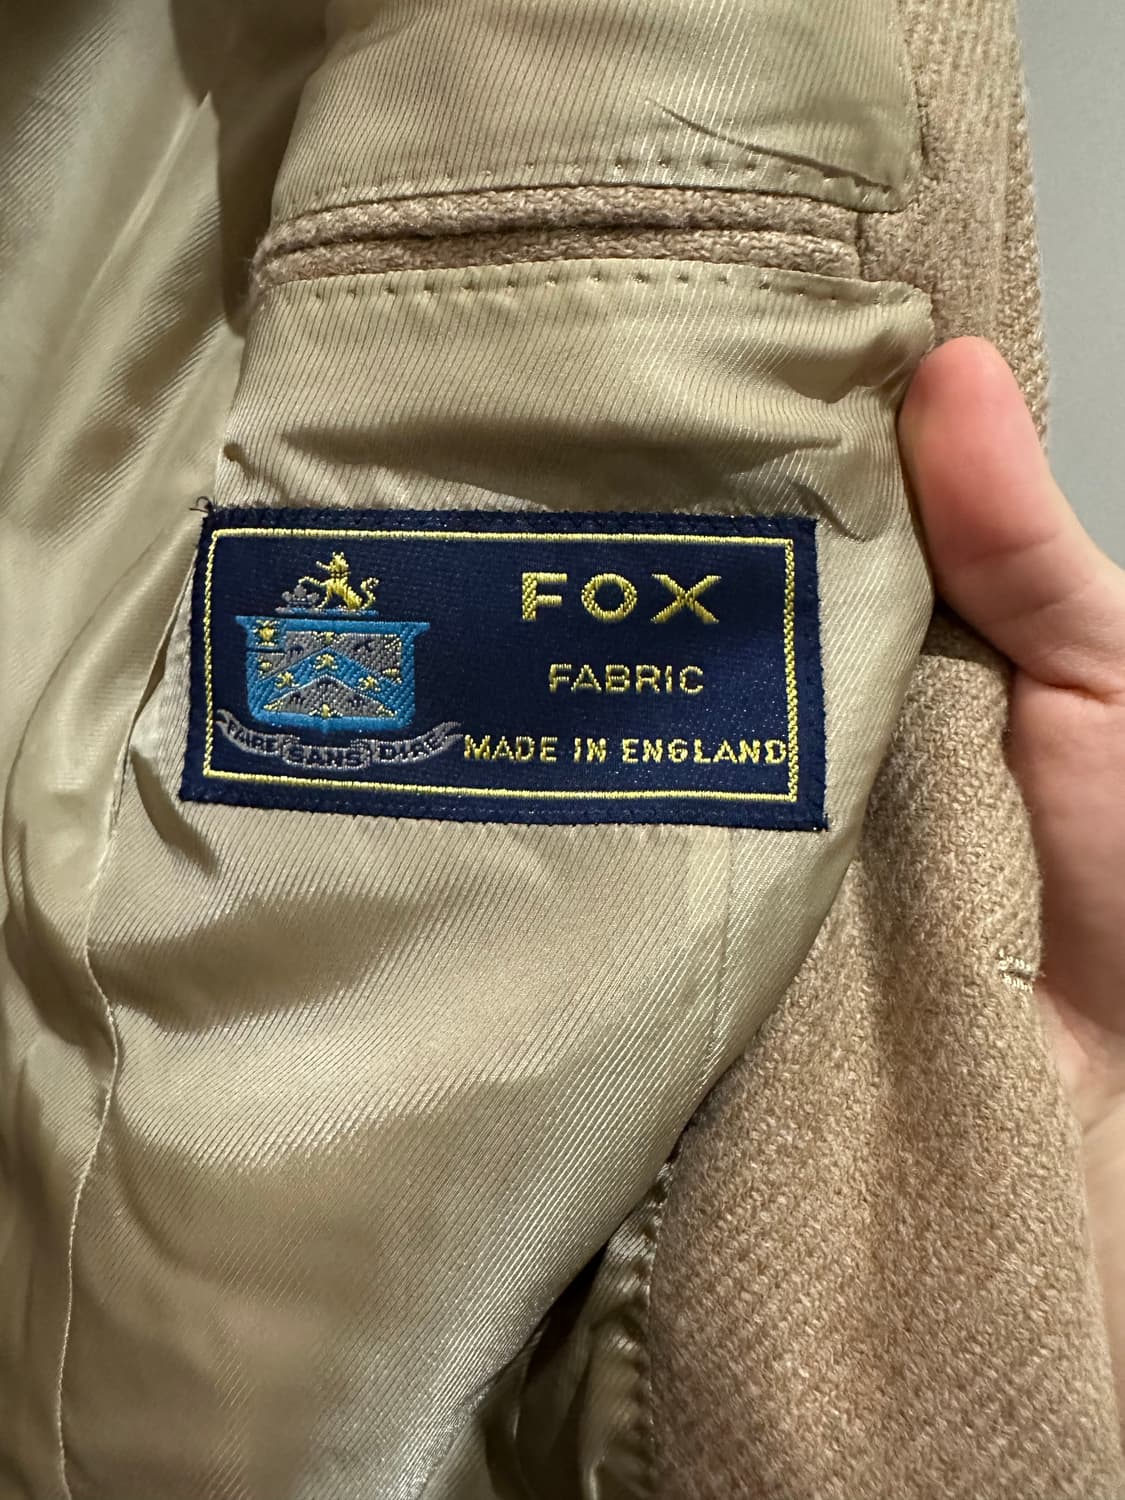 FOX
FABRIC
MADE IN ENGLAND
FAIRE SANS DIRE